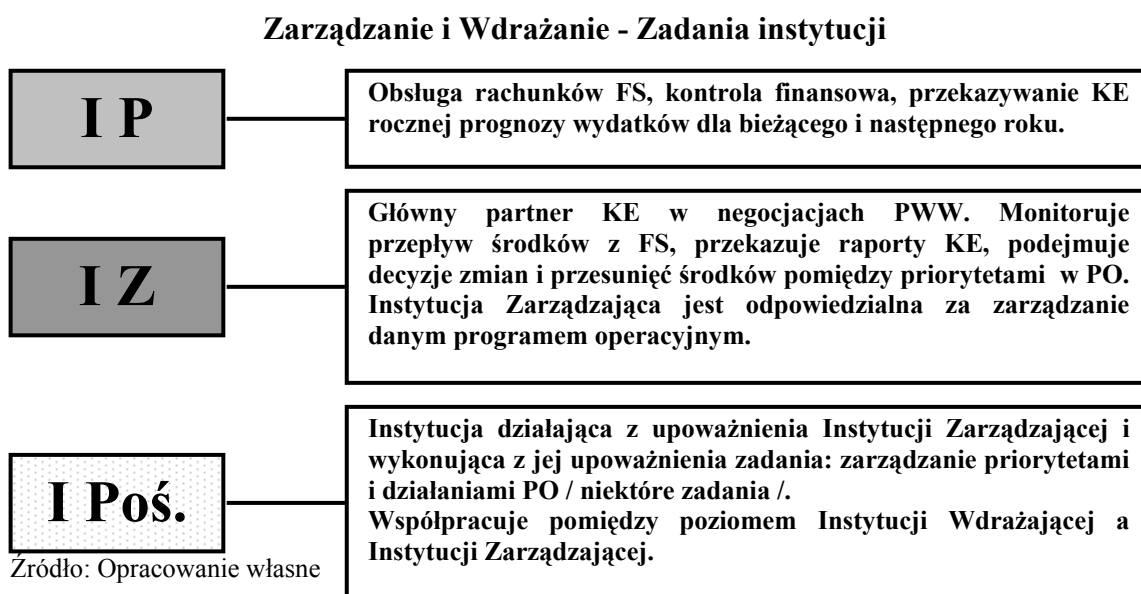 Zarządzanie i Wdrażanie - Zadania instytucji
I P
Obsługa rachunków FS, kontrola finansowa, przekazywanie KE
rocznej prognozy wydatków dla bieżącego i następnego roku.
I Z
Główny partner KE w negocjacjach PWW. Monitoruje
przepływ środków z FS, przekazuje raporty KE, podejmuje
decyzje zmian i przesunięć środków pomiędzy priorytetami w PO.
Instytucja Zarządzająca jest odpowiedzialna za zarządzanie
danym programem operacyjnym.
I Poś.
Instytucja działająca z upoważnienia Instytucji Zarządzającej i
wykonująca z jej upoważnienia zadania: zarządzanie priorytetami
i działaniami PO / niektóre zadania /.
Współpracuje pomiędzy poziomem Instytucji Wdrażającej a
Instytucji Zarządzającej.
Źródło: Opracowanie własne